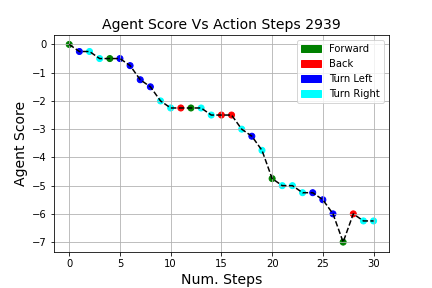 Agent Score Vs Action Steps 2939
Agent Score
0
−1
−2
−3
−4
−5
−6
−7
Forward
Back
Turn Left
Turn Right
0 5 10 15 20 25 30
Num. Steps